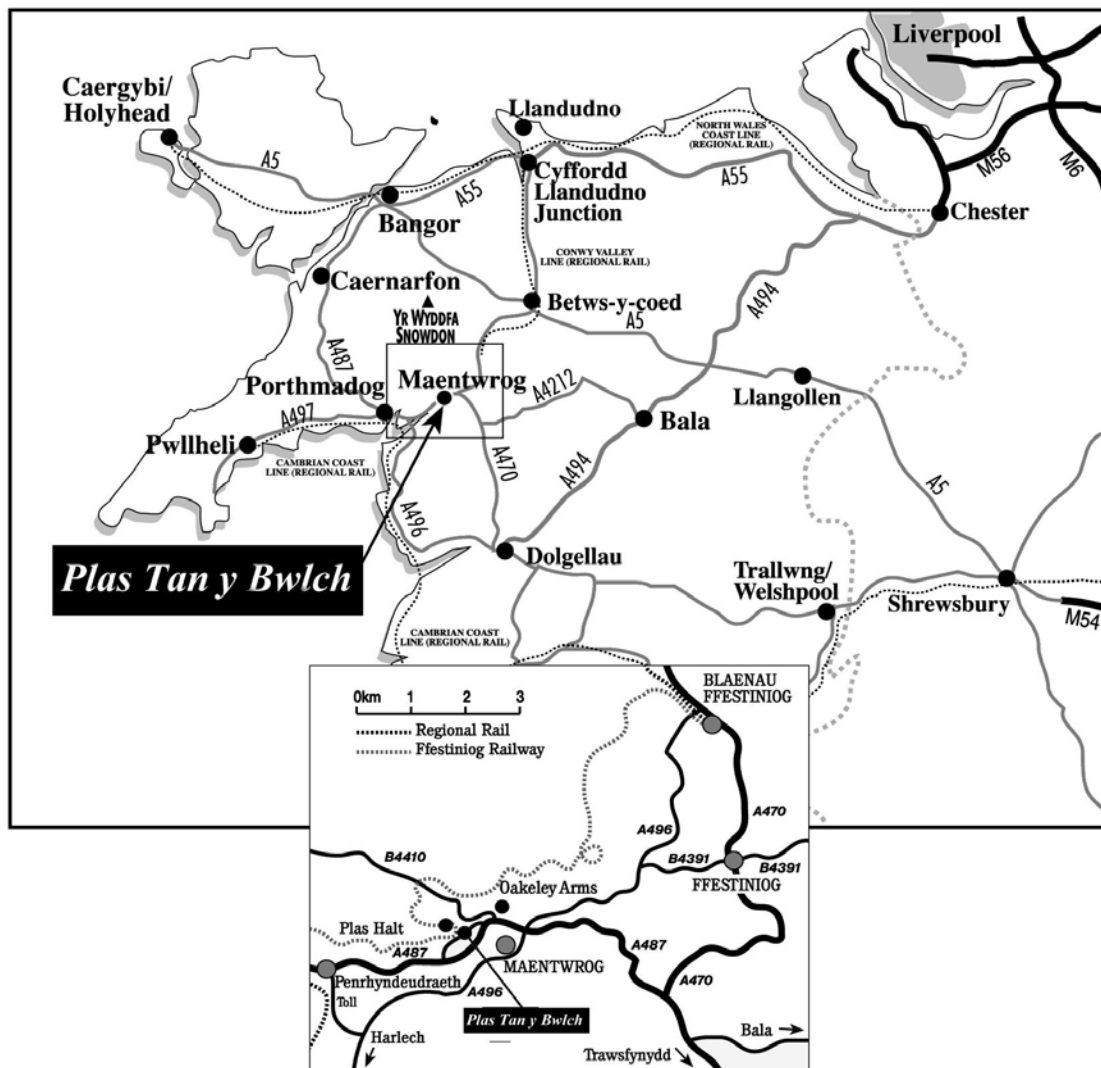 Liverpool
Caergybi/
Holyhead
Llandudno
NORTH WALES
COAST LINE
(REGIONAL RAIL)
M56
M6
A5
A55
Cyffordd
Llandudno
Junction
A55
Bangor
Chester
CONWY VALLEY
LINE (REGIONAL RAIL)
Caernarfon
YR WYDDFA
SNOWDON
Betws-y-coed
A5
A494
A487
Porthmadog
Maentwrog
A4212
Llangollen
A497
Pwllheli
Bala
CAMBRIAN COAST
LINE (REGIONAL RAIL)
A470
A494
A5
A496
Plas Tan y Bwlch
Dolgellau
Trallwng/
Welshpool
Shrewsbury
M54
CAMBRIAN COAST
LINE (REGIONAL RAIL)
0km 1 2 3
Regional Rail
Ffestiniog Railway
BLAENAU
FFESTINIOG
A470
A496
B4410
B4391
B4391
FFESTINIOG
Oakeley Arms
Plas Halt
A487
A487
MAENTWROG
A470
Penrhyndeudraeth
Toll
A496
Plas Tan y Bwlch
Bala
Harlech
Trawsfynydd